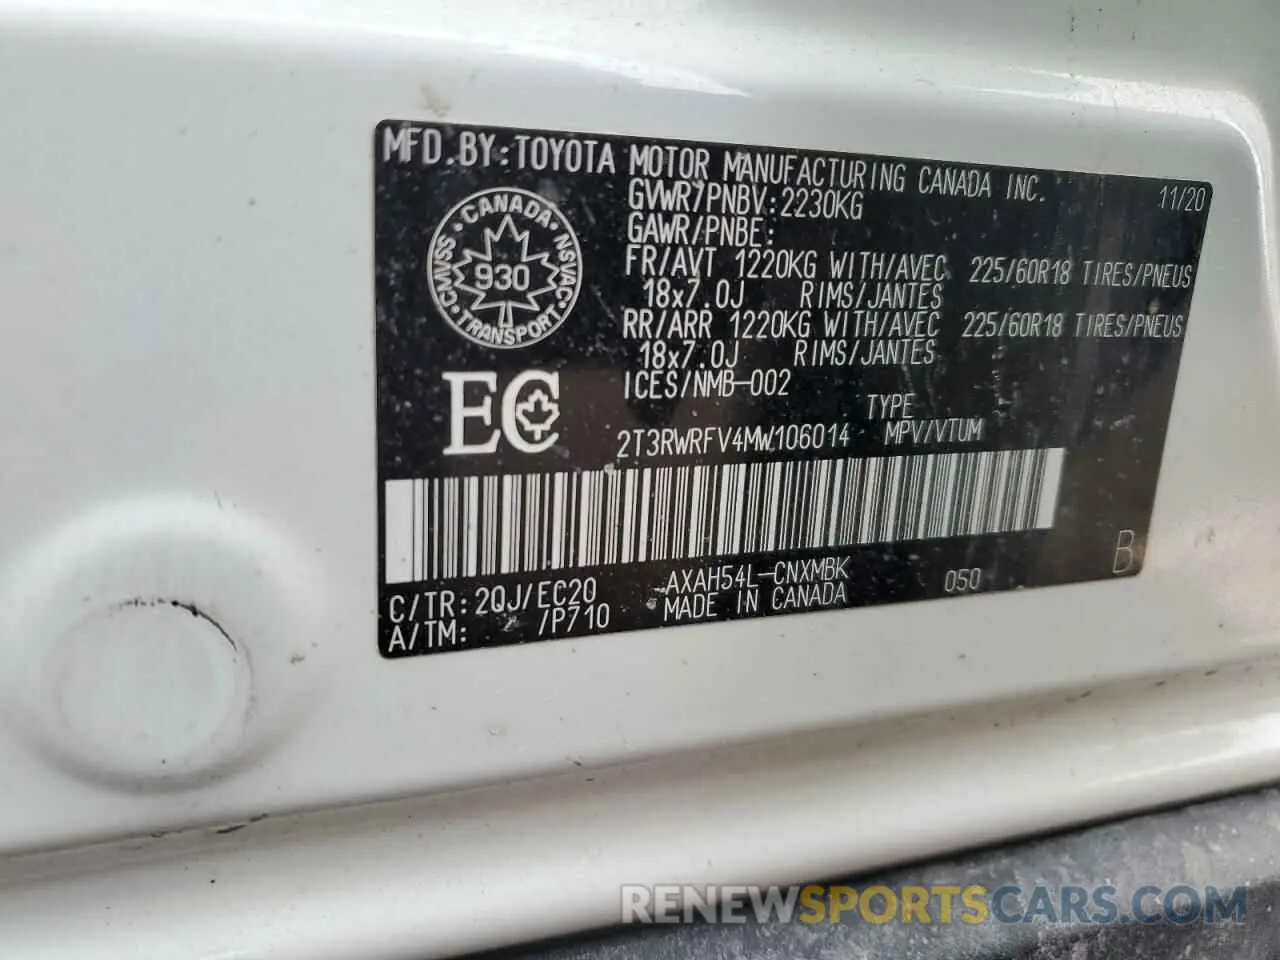 MFD.BY:TOYOTA MOTOR MANUFACTURING CANADA INC. 11/20
GVWR/PNBV:2230KG
GAWR/PNBE:
FR/AVT 1220KG WITH/AVEC 225/60R18 TIRES/PNEUS
18x7.0J RIMS/JANTES
RR/ARR 1220KG WITH/AVEC 225/60R18 TIRES/PNEUS
18x7.0J RIMS/JANTES
ICES/NMB-002
CANADA
CMVSS 930 NSVAC
TRANSPORT
EC
TYPE
2T3RWRFV4MW106014 MPV/VTUM
C/TR:2QJ/EC20 AXAH54L-CNXMBK 050 B
A/TM: /P710 MADE IN CANADA
RENEWSPORTSCARS.COM